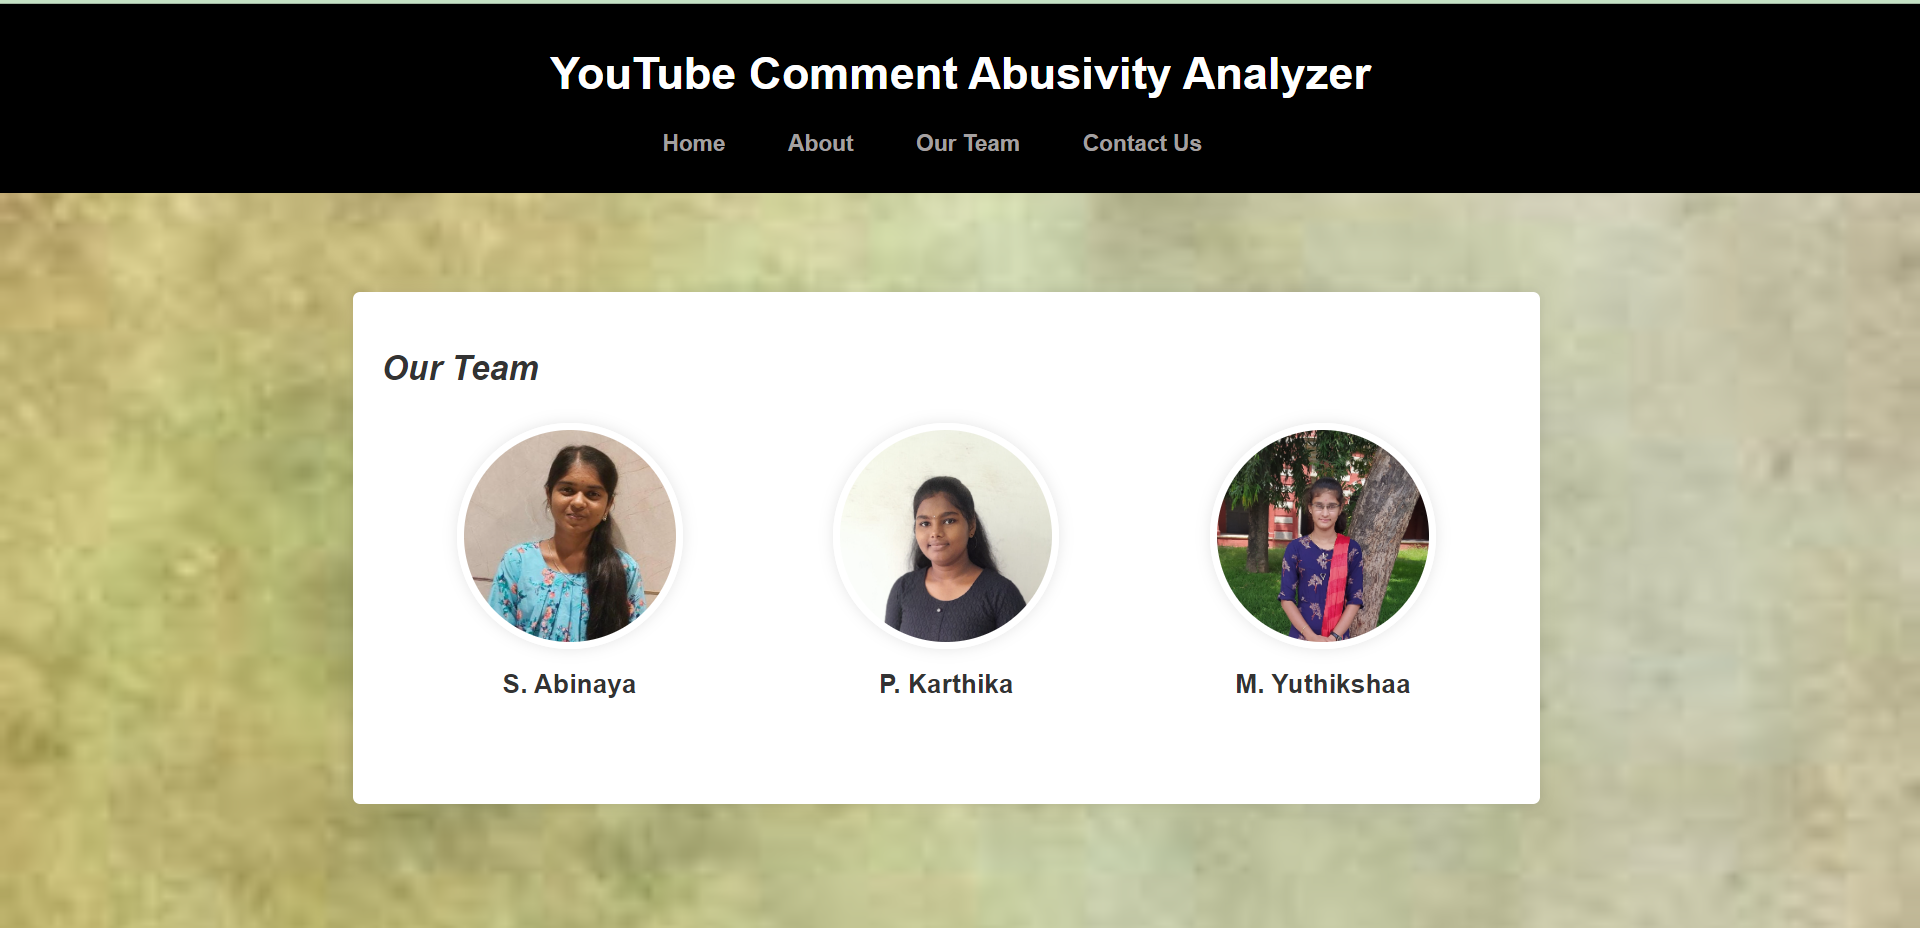 YouTube Comment Abusivity Analyzer
Home About Our Team Contact Us
Our Team
S. Abinaya P. Karthika M. Yuthikshaa